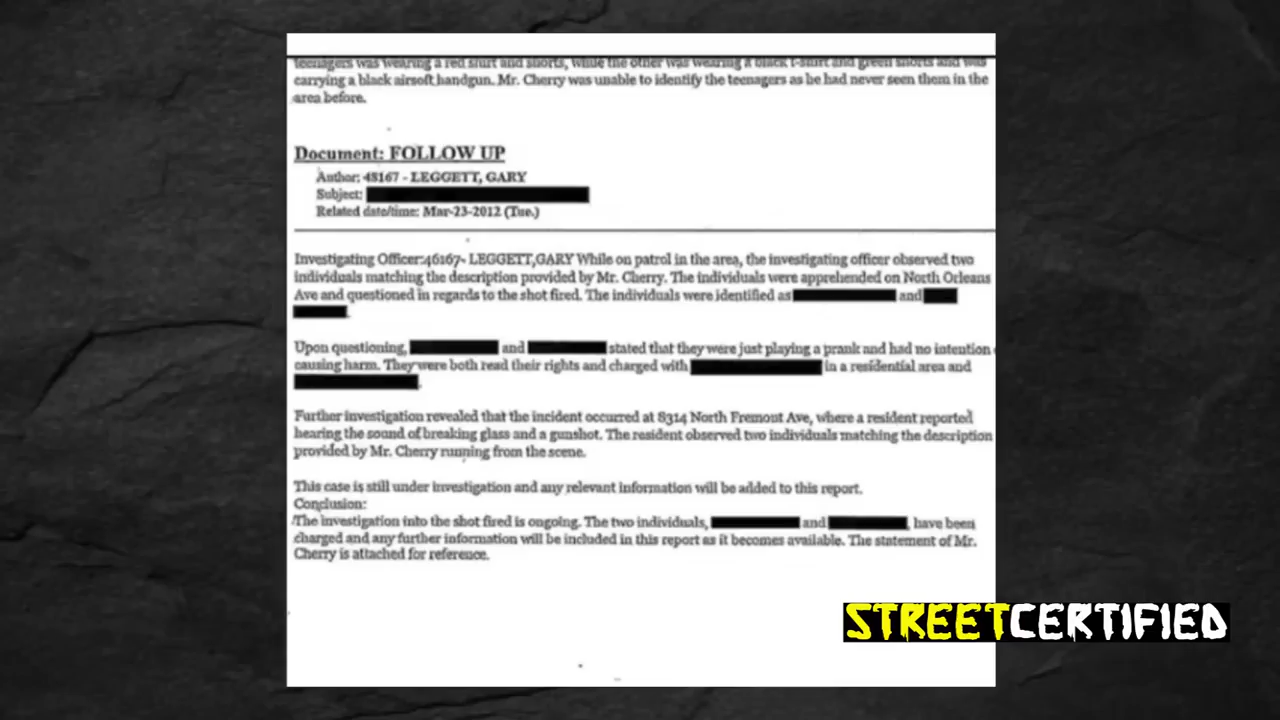 teenagers was wearing a red shirt and shorts, while the other was wearing a black t-shirt and green shorts and was
carrying a black airsoft handgun. Mr. Cherry was unable to identify the teenagers as he had never seen them in the
area before.
Document: FOLLOW UP
Author: 48167 - LEGGETT, GARY
Subject:
Related date/time: Mar-23-2012 (Tue.)
Investigating Officer:46167- LEGGETT,GARY While on patrol in the area, the investigating officer observed two
individuals matching the description provided by Mr. Cherry. The individuals were apprehended on North Orleans
Ave and questioned in regards to the shot fired. The individuals were identified as and
.
Upon questioning, and stated that they were just playing a prank and had no intention
causing harm. They were both read their rights and charged with in a residential area and
.
Further investigation revealed that the incident occurred at 8314 North Fremont Ave, where a resident reported
hearing the sound of breaking glass and a gunshot. The resident observed two individuals matching the description
provided by Mr. Cherry running from the scene.
This case is still under investigation and any relevant information will be added to this report.
Conclusion:
The investigation into the shot fired is ongoing. The two individuals, and , have been
charged and any further information will be included in this report as it becomes available. The statement of Mr.
Cherry is attached for reference.
STREETCERTIFIED